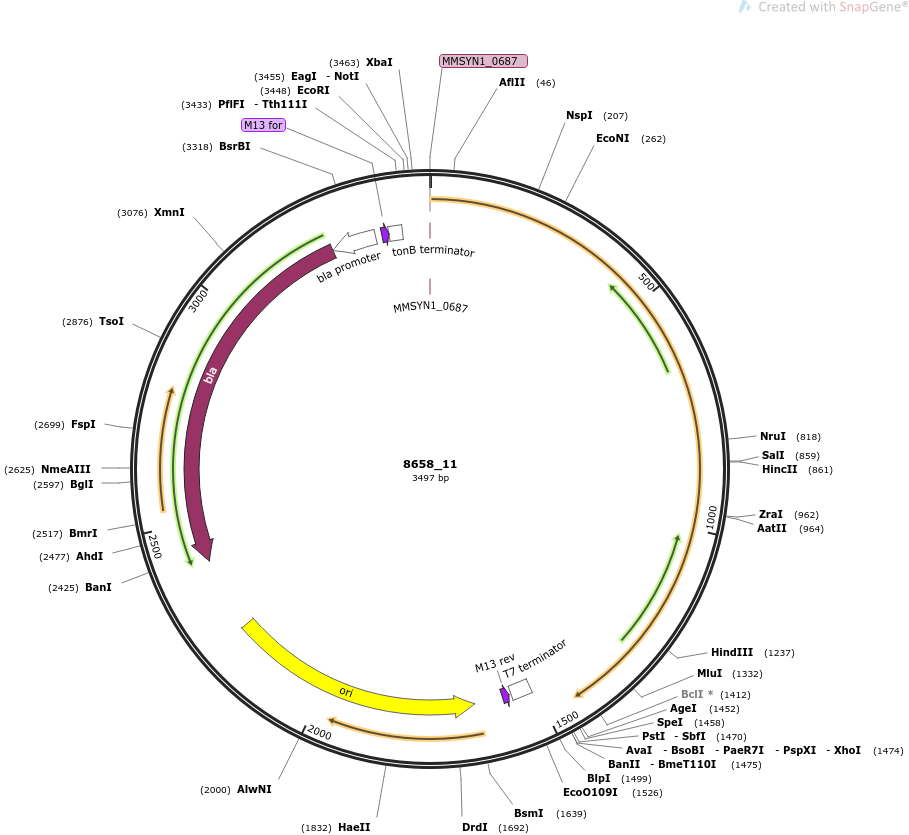 Created with SnapGene®
(3463) XbaI
MMSYN1_0687
(3455) EagI - NotI
AflII (46)
(3448) EcoRI
(3433) PflFI - Tth111I
M13 for
NspI (207)
(3318) BsrBI
EcoNI (262)
(3076) XmnI
tonB terminator
bla promoter
500
3000
MMSYN1_0687
(2876) TsoI
bla
(2699) FspI
NruI (818)
SalI (859)
8658_11
(2625) NmeAIII
HincII (861)
3497 bp
(2597) BglI
ZraI (962)
1000
AatII (964)
(2517) BmrI
2500
(2477) AhdI
(2425) BanI
HindIII (1237)
M13 rev
T7 terminator
MluI (1332)
ori
BclI * (1412)
AgeI (1452)
1500
SpeI (1458)
2000
PstI - SbfI (1470)
AvaI - BsoBI - PaeR7I - PspXI - XhoI (1474)
BanII - BmeT110I (1475)
BlpI (1499)
(2000) AlwNI
EcoO109I (1526)
BsmI (1639)
(1832) HaeII
DrdI (1692)